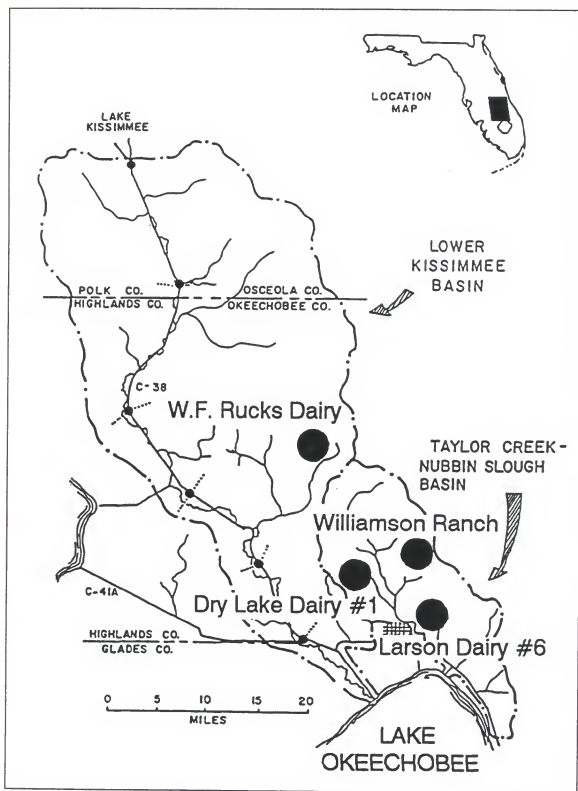 LOCATION
MAP
LAKE
KISSIMMEE
LOWER
KISSIMMEE
BASIN
POLK CO.
OSCEOLA CO.
HIGHLANDS CO.
OKEECHOBEE CO.
C-38
W.F. Rucks Dairy
TAYLOR CREEK-
NUBBIN SLOUGH
BASIN
Williamson Ranch
C-41A
Dry Lake Dairy #1
HIGHLANDS CO.
GLADES CO.
Larson Dairy #6
0 5 10 15 20
MILES
LAKE
OKEECHOBEE